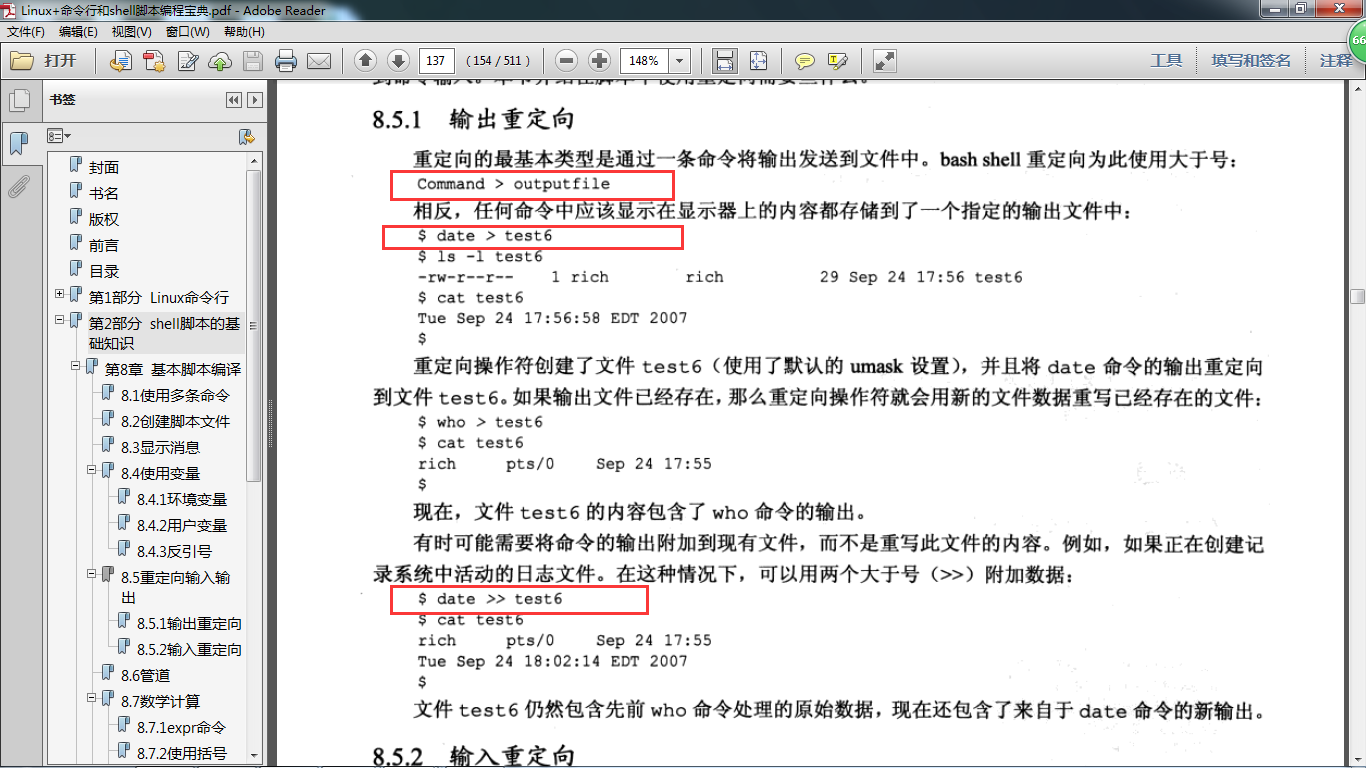 Linux+命令行和shell脚本编程宝典.pdf - Adobe Reader
文件(F) 编辑(E) 视图(V) 窗口(W) 帮助(H)
打开 137 (154 / 511) 148% 工具 填写和签名 注释
66
书签
封面
书名
版权
前言
目录
第1部分 Linux命令行
第2部分 shell脚本的基
础知识
第8章 基本脚本编译
8.1使用多条命令
8.2创建脚本文件
8.3显示消息
8.4使用变量
8.4.1环境变量
8.4.2用户变量
8.4.3反引号
8.5重定向输入输
出
8.5.1输出重定向
8.5.2输入重定向
8.6管道
8.7数学计算
8.7.1expr命令
8.7.2使用括号
8.5.1 输出重定向
重定向的最基本类型是通过一条命令将输出发送到文件中。bash shell 重定向为此使用大于号：
Command > outputfile
相反，任何命令中应该显示在显示器上的内容都存储到了一个指定的输出文件中：
$ date > test6
$ ls -l test6
-rw-r--r-- 1 rich rich 29 Sep 24 17:56 test6
$ cat test6
Tue Sep 24 17:56:58 EDT 2007
$
重定向操作符创建了文件 test6（使用了默认的 umask 设置），并且将 date 命令的输出重定向
到文件 test6。如果输出文件已经存在，那么重定向操作符就会用新的文件数据重写已经存在的文件：
$ who > test6
$ cat test6
rich pts/0 Sep 24 17:55
$
现在，文件 test6 的内容包含了 who 命令的输出。
有时可能需要将命令的输出附加到现有文件，而不是重写此文件的内容。例如，如果正在创建记
录系统中活动的日志文件。在这种情况下，可以用两个大于号（>>）附加数据：
$ date >> test6
$ cat test6
rich pts/0 Sep 24 17:55
Tue Sep 24 18:02:14 EDT 2007
$
文件 test6 仍然包含先前 who 命令处理的原始数据，现在还包含了来自于 date 命令的新输出。
8.5.2 输入重定向